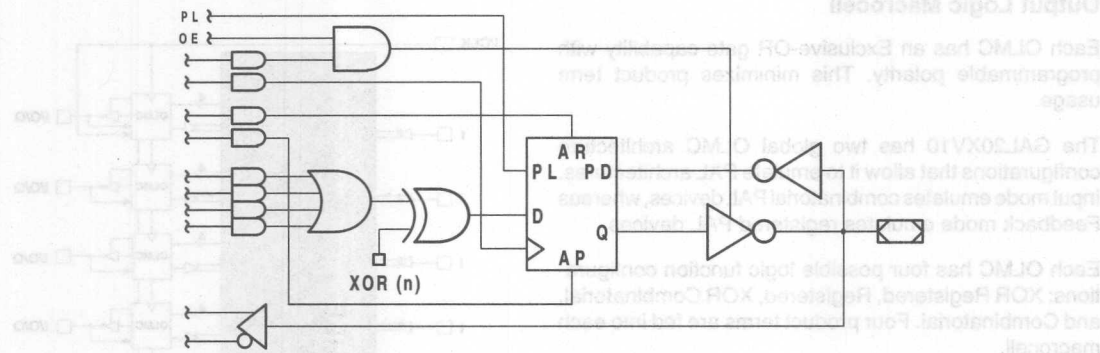 PL
OE
AR
PL PD
D
Q
AP
XOR (n)
Output Logic Macrocell
Each OLMC has an Exclusive-OR gate capability with
programmable polarity. This minimizes product term
usage.
The GAL20XV10 has two global OLMC architecture
configurations that allow it to emulate PAL architectures.
Input mode emulates combinatorial PAL devices, whereas
Feedback mode emulates registered PAL devices.
Each OLMC has four possible logic function configura-
tions: XOR Registered, Registered, XOR Combinatorial,
and Combinatorial. Four product terms are fed into each
macrocell.